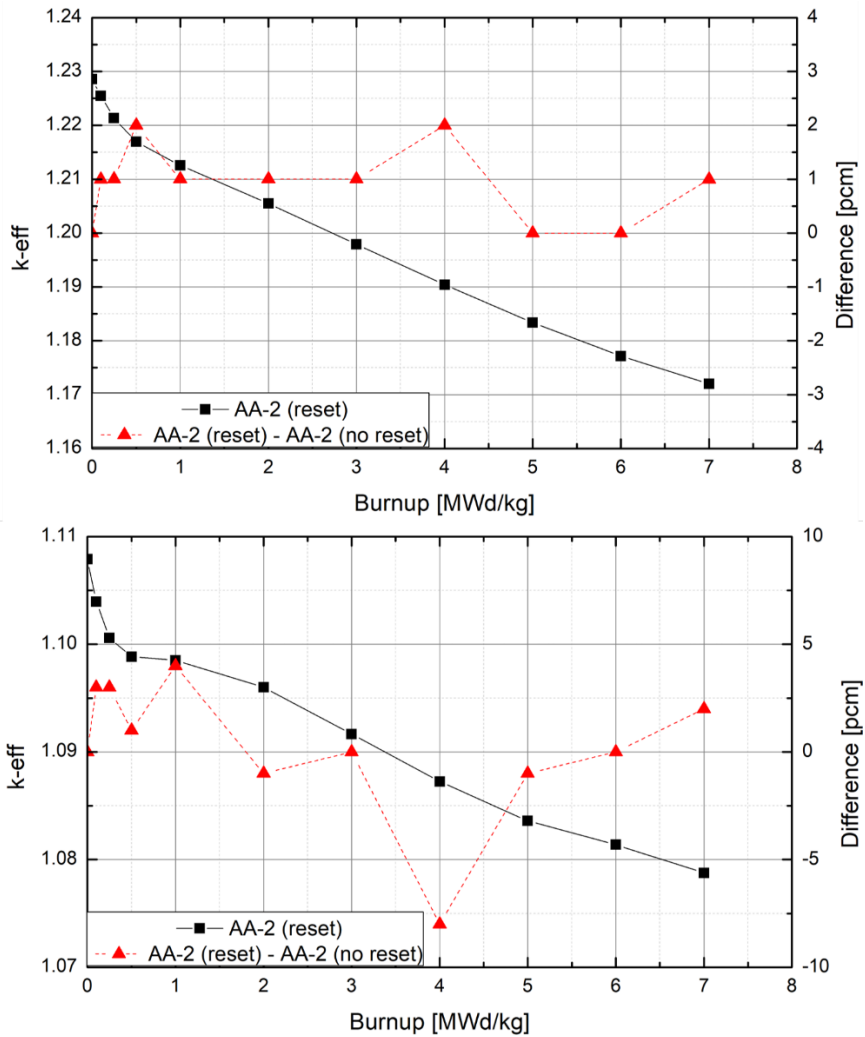 1.24
1.23
1.22
1.21
1.20
1.19
1.18
1.17
1.16
k-eff
4
3
2
1
0
-1
-2
-3
-4
Difference [pcm]
AA-2 (reset)
AA-2 (reset) - AA-2 (no reset)
0 1 2 3 4 5 6 7 8
Burnup [MWd/kg]
1.11
1.10
1.09
1.08
1.07
k-eff
10
5
0
-5
-10
Difference [pcm]
AA-2 (reset)
AA-2 (reset) - AA-2 (no reset)
0 1 2 3 4 5 6 7 8
Burnup [MWd/kg]